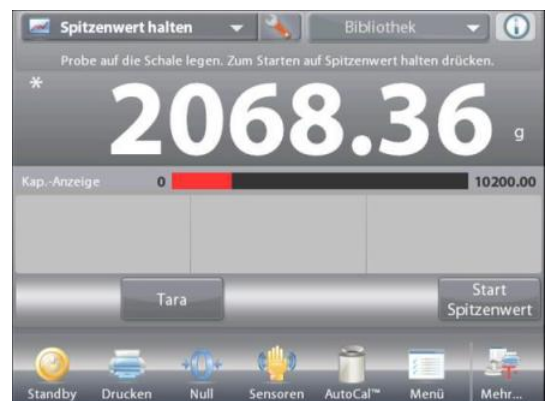 Spitzenwert halten
Bibliothek
Probe auf die Schale legen. Zum Starten auf Spitzenwert halten drücken.
*
2068.36 g
Kap.-Anzeige 0 10200.00
Tara
Start
Spitzenwert
Standby Drucken Null Sensoren AutoCal™ Menü Mehr...